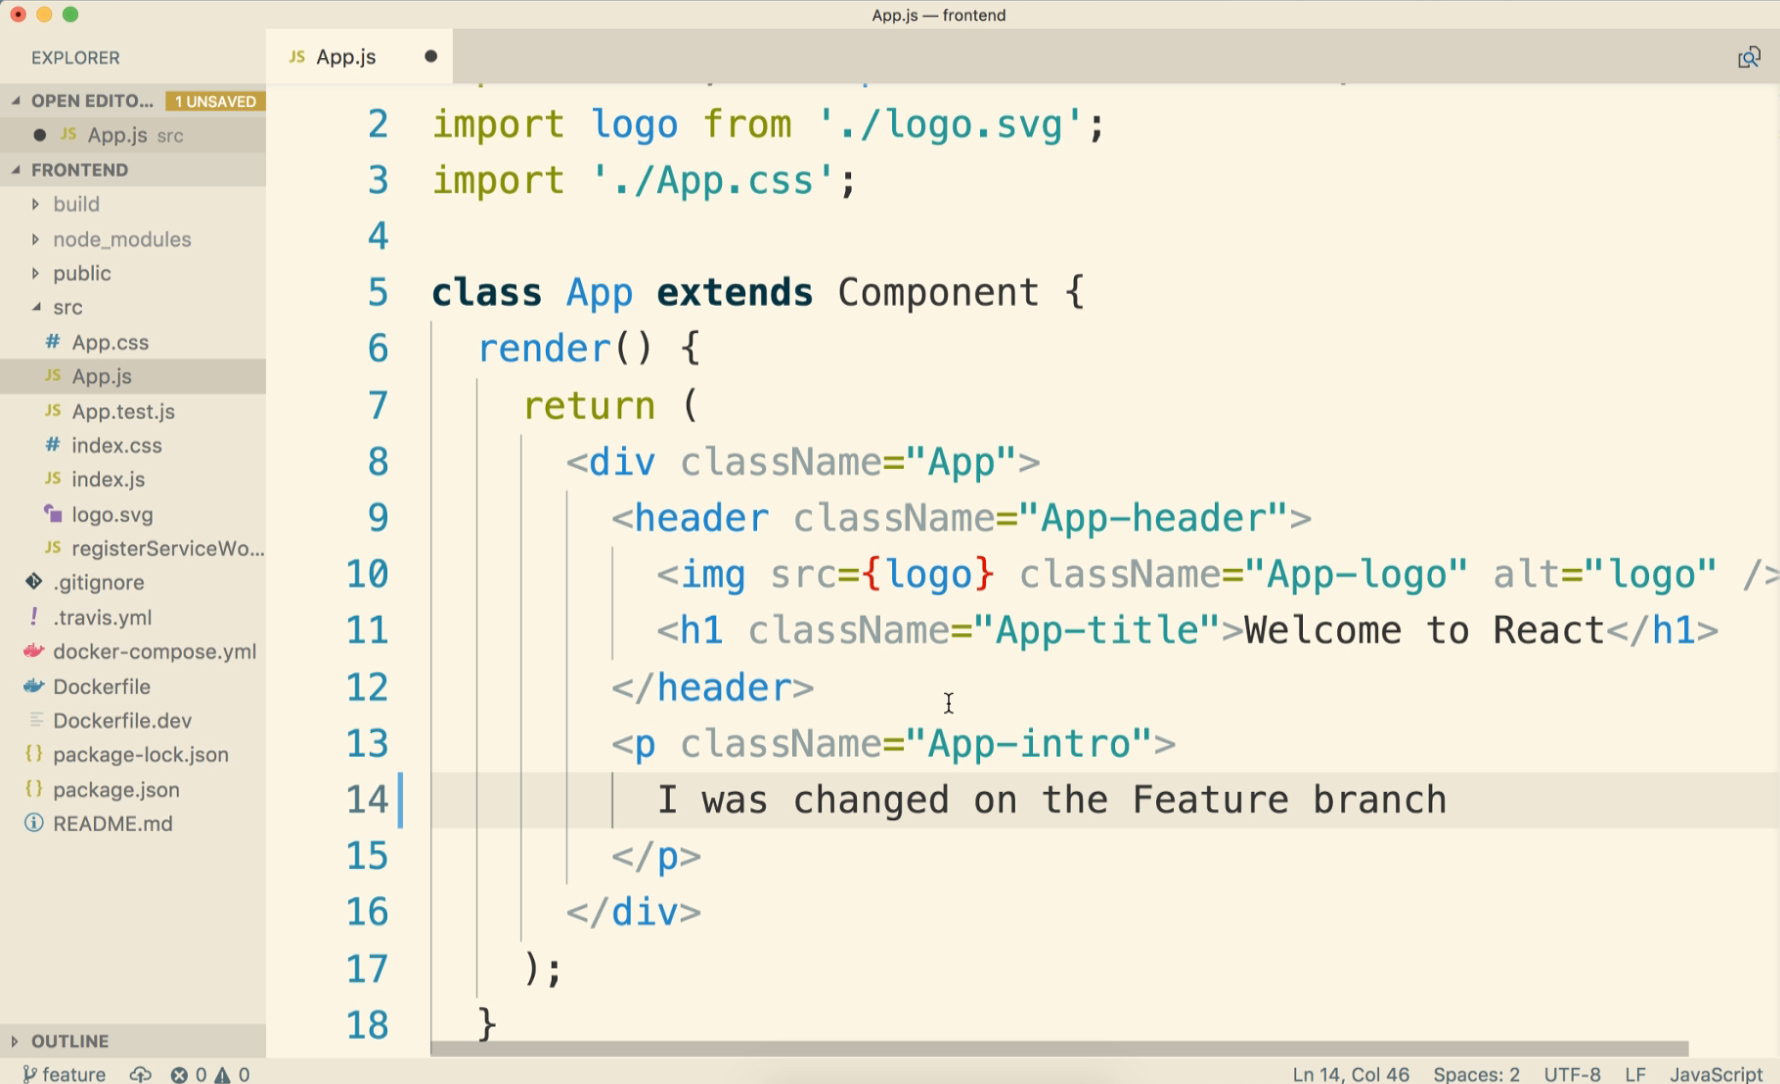 App.js — frontend
EXPLORER
OPEN EDITO... 1 UNSAVED
JS App.js src
FRONTEND
build
node_modules
public
src
# App.css
JS App.js
JS App.test.js
# index.css
JS index.js
logo.svg
JS registerServiceWo...
.gitignore
! .travis.yml
docker-compose.yml
Dockerfile
Dockerfile.dev
{} package-lock.json
{} package.json
README.md
OUTLINE
JS App.js
2 import logo from './logo.svg';
3 import './App.css';
4
5 class App extends Component {
6 render() {
7 return (
8 <div className="App">
9 <header className="App-header">
10 <img src={logo} className="App-logo" alt="logo" />
11 <h1 className="App-title">Welcome to React</h1>
12 </header>
13 <p className="App-intro">
14 I was changed on the Feature branch
15 </p>
16 </div>
17 );
18 }
feature 0 0 Ln 14, Col 46 Spaces: 2 UTF-8 LF JavaScript